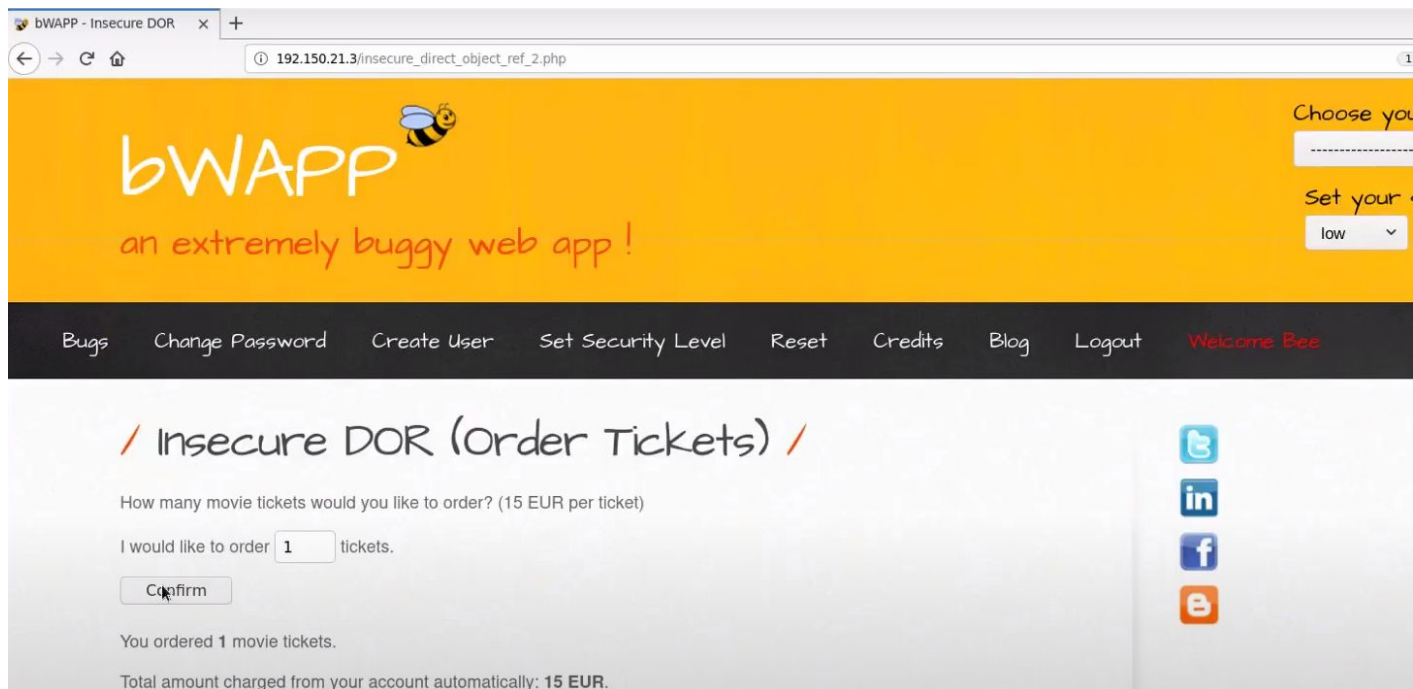 bWAPP - Insecure DOR
192.150.21.3/insecure_direct_object_ref_2.php
1
Choose you
--------------------
bWAPP
Set your
low
an extremely buggy web app !
Bugs Change Password Create User Set Security Level Reset Credits Blog Logout Welcome Bee
/ Insecure DOR (Order Tickets) /
How many movie tickets would you like to order? (15 EUR per ticket)
I would like to order 1 tickets.
Confirm
You ordered 1 movie tickets.
Total amount charged from your account automatically: 15 EUR.